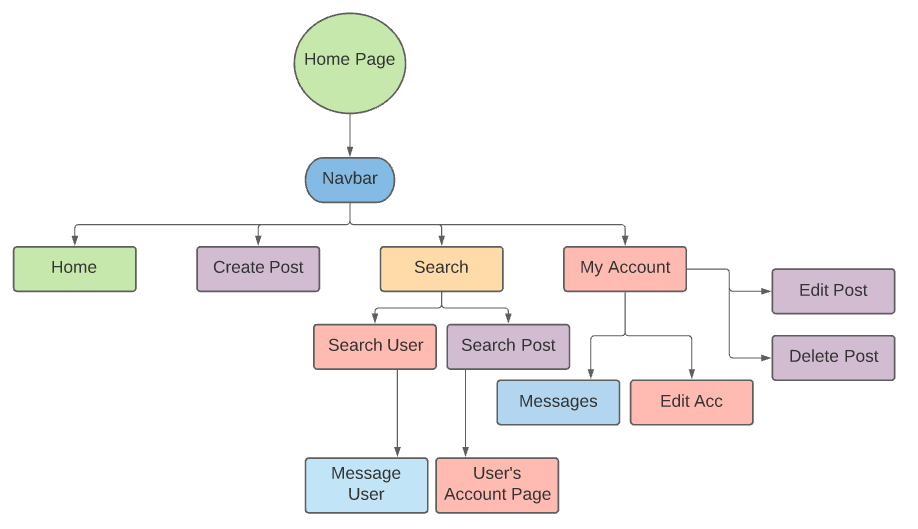 Home Page
Navbar
Home
Create Post
Search
My Account
Edit Post
Search User
Search Post
Delete Post
Messages
Edit Acc
Message
User
User's
Account Page